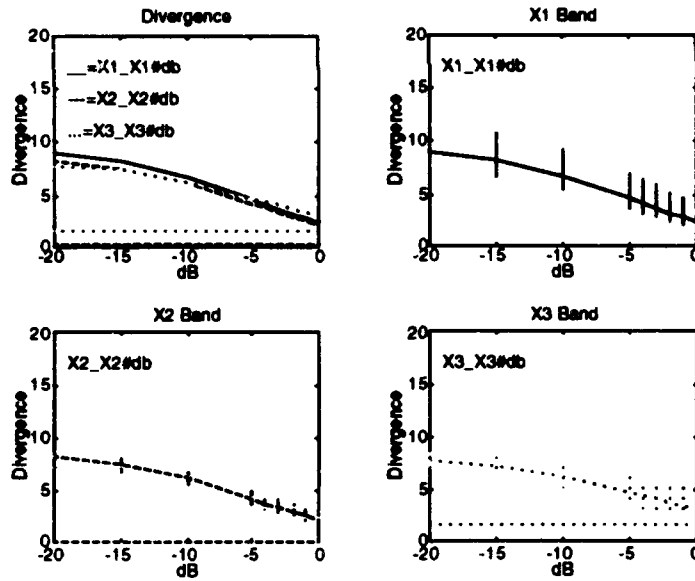 Divergence
20
15
10
5
0
Divergence
__=X1_X1#db
---=X2_X2#db
...=X3_X3#db
-20 -15 -10 -5 0
dB
X1 Band
20
15
10
5
0
Divergence
X1_X1#db
-20 -15 -10 -5 0
dB
X2 Band
20
15
10
5
0
Divergence
X2_X2#db
-20 -15 -10 -5 0
dB
X3 Band
20
15
10
5
0
Divergence
X3_X3#db
-20 -15 -10 -5 0
dB